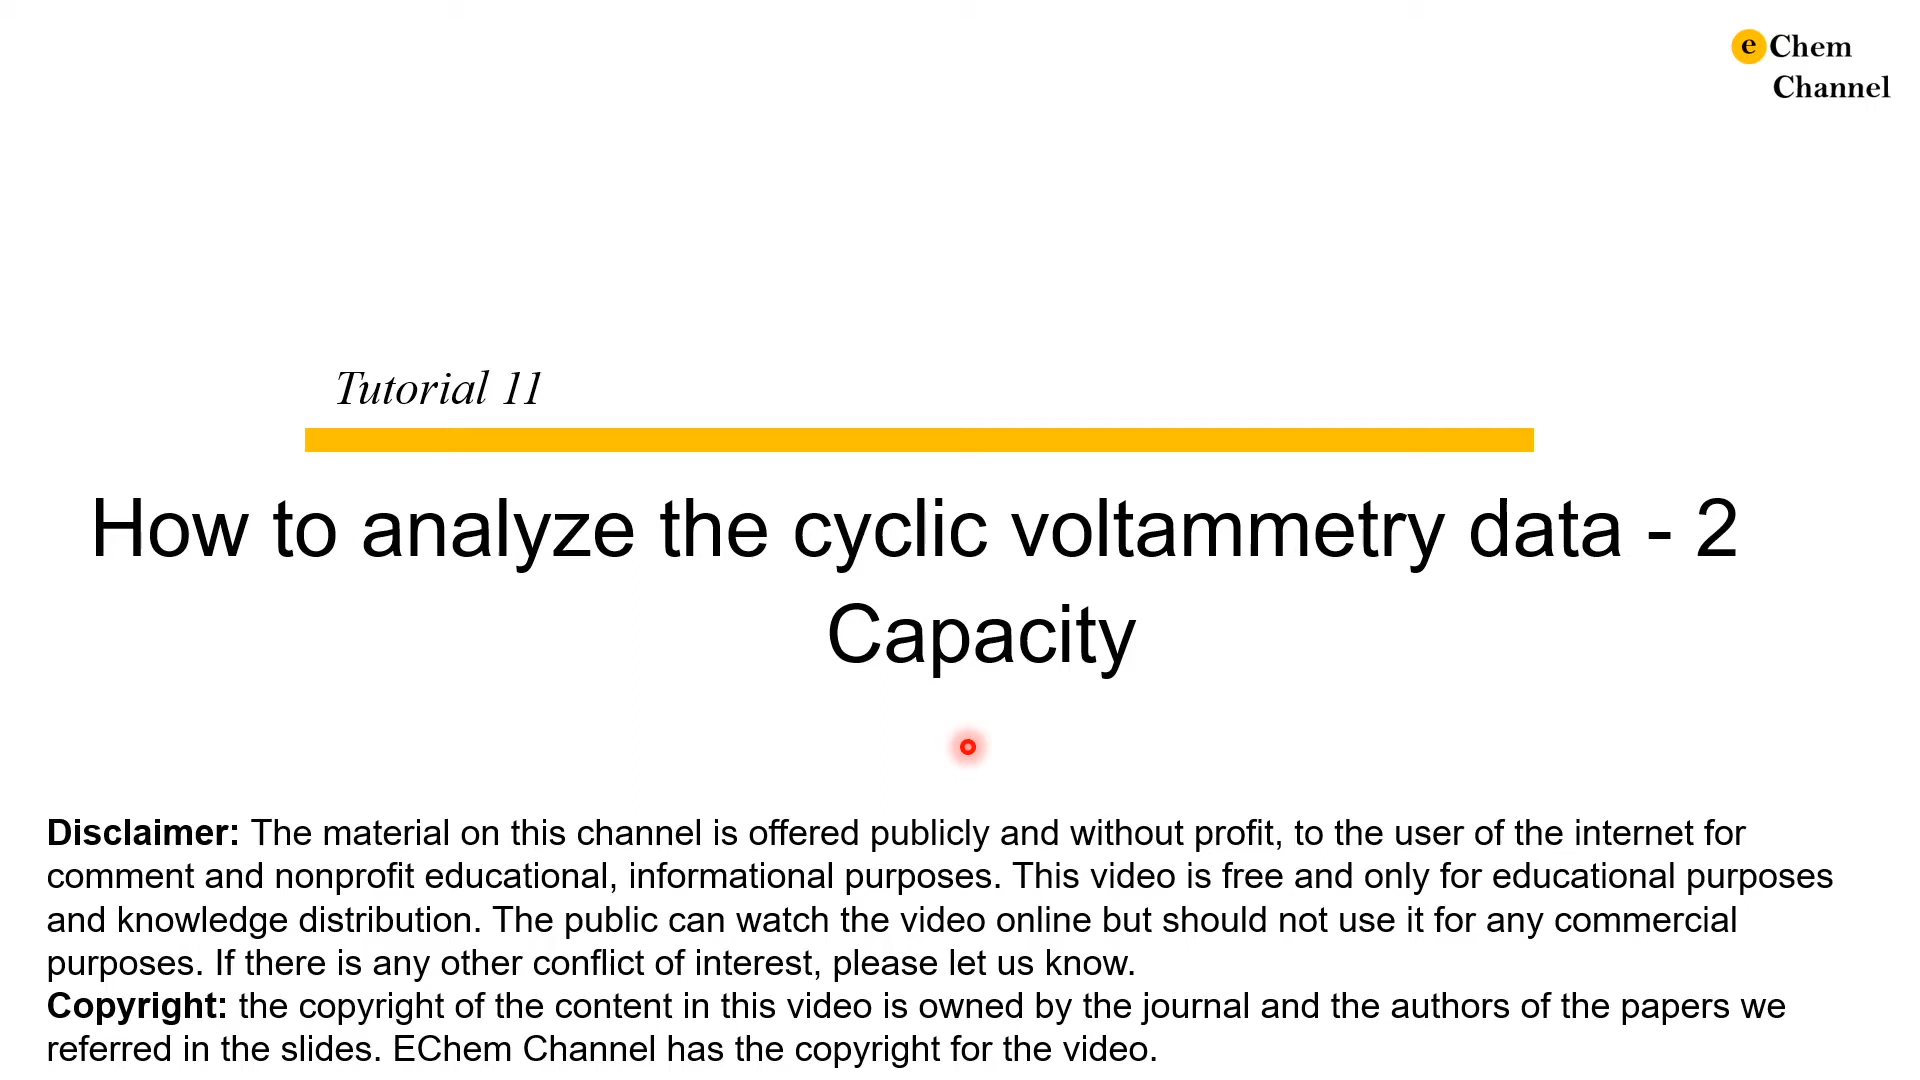 e Chem
Channel
Tutorial 11
How to analyze the cyclic voltammetry data - 2
Capacity
Disclaimer: The material on this channel is offered publicly and without profit, to the user of the internet for
comment and nonprofit educational, informational purposes. This video is free and only for educational purposes
and knowledge distribution. The public can watch the video online but should not use it for any commercial
purposes. If there is any other conflict of interest, please let us know.
Copyright: the copyright of the content in this video is owned by the journal and the authors of the papers we
referred in the slides. EChem Channel has the copyright for the video.